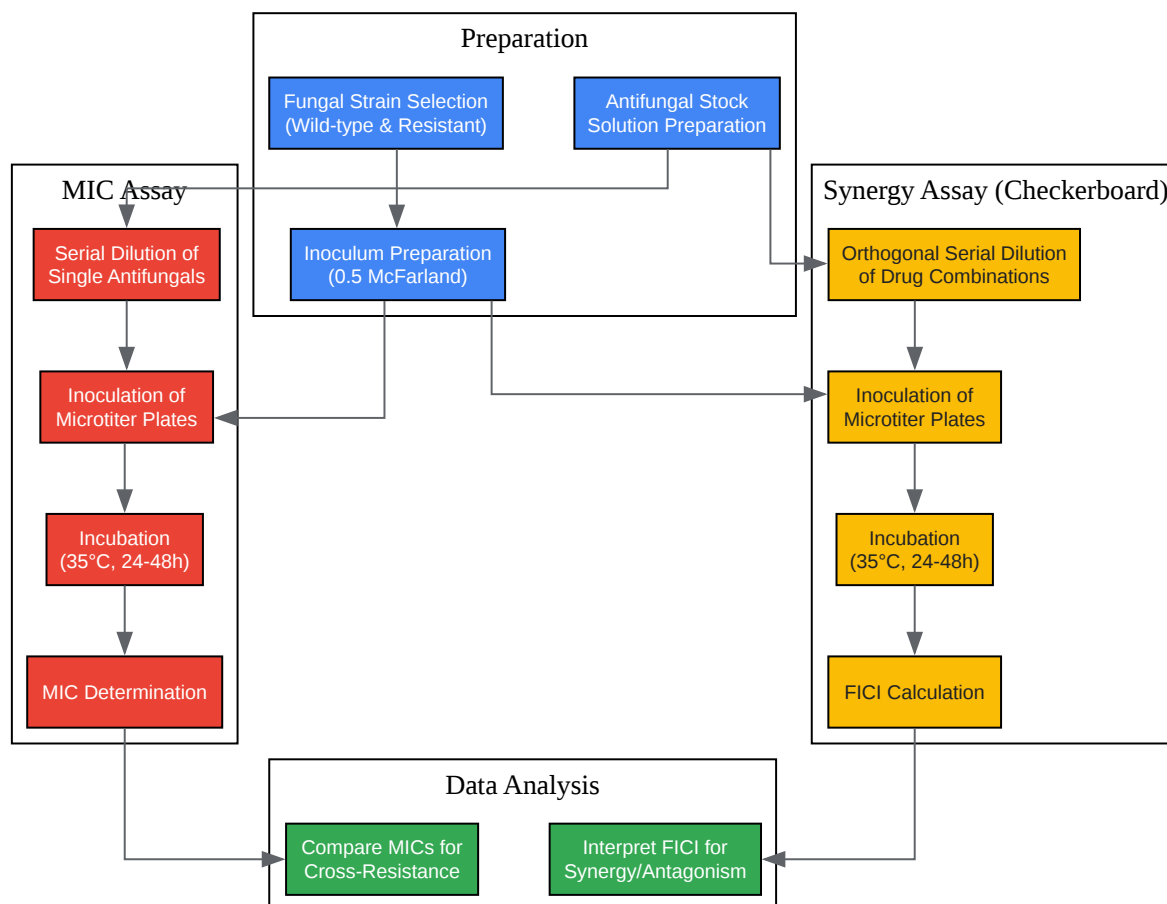 Preparation
Fungal Strain Selection
(Wild-type & Resistant)
Antifungal Stock
Solution Preparation
Inoculum Preparation
(0.5 McFarland)
MIC Assay
Serial Dilution of
Single Antifungals
Inoculation of
Microtiter Plates
Incubation
(35°C, 24-48h)
MIC Determination
Synergy Assay (Checkerboard)
Orthogonal Serial Dilution
of Drug Combinations
Inoculation of
Microtiter Plates
Incubation
(35°C, 24-48h)
FICI Calculation
Data Analysis
Compare MICs for
Cross-Resistance
Interpret FICI for
Synergy/Antagonism